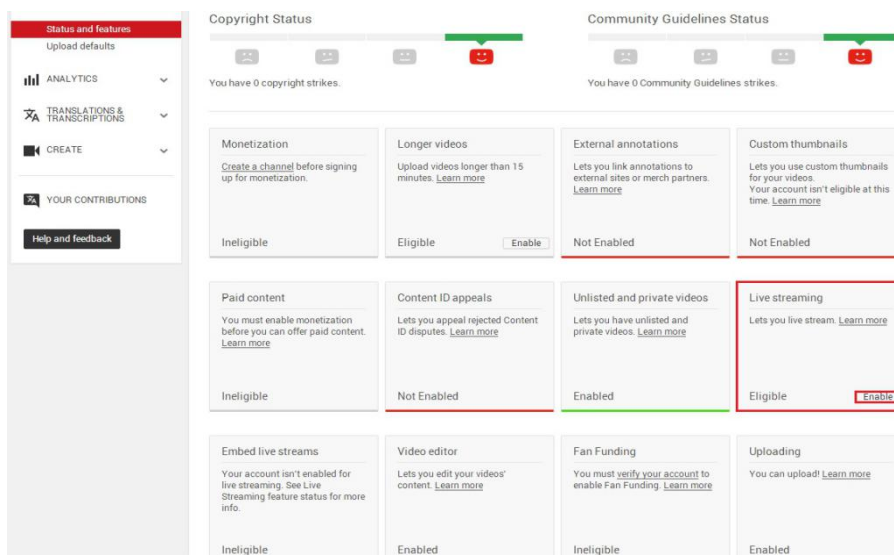 Status and features
Upload defaults
ANALYTICS
TRANSLATIONS &
TRANSCRIPTIONS
CREATE
YOUR CONTRIBUTIONS
Help and feedback
Copyright Status
You have 0 copyright strikes.
Community Guidelines Status
You have 0 Community Guidelines strikes.
Monetization
Create a channel before signing
up for monetization.
Ineligible
Longer videos
Upload videos longer than 15
minutes. Learn more
Eligible
Enable
External annotations
Lets you link annotations to
external sites or merch partners.
Learn more
Not Enabled
Custom thumbnails
Lets you use custom thumbnails
for your videos.
Your account isn't eligible at this
time. Learn more
Not Enabled
Paid content
You must enable monetization
before you can offer paid content.
Learn more
Ineligible
Content ID appeals
Lets you appeal rejected Content
ID disputes. Learn more
Not Enabled
Unlisted and private videos
Lets you have unlisted and
private videos. Learn more
Enabled
Live streaming
Lets you live stream. Learn more
Eligible
Enable
Embed live streams
Your account isn't enabled for
live streaming. See Live
Streaming feature status for more
info.
Ineligible
Video editor
Lets you edit your videos'
content. Learn more
Enabled
Fan Funding
You must verify your account to
enable Fan Funding. Learn more
Ineligible
Uploading
You can upload! Learn more
Enabled